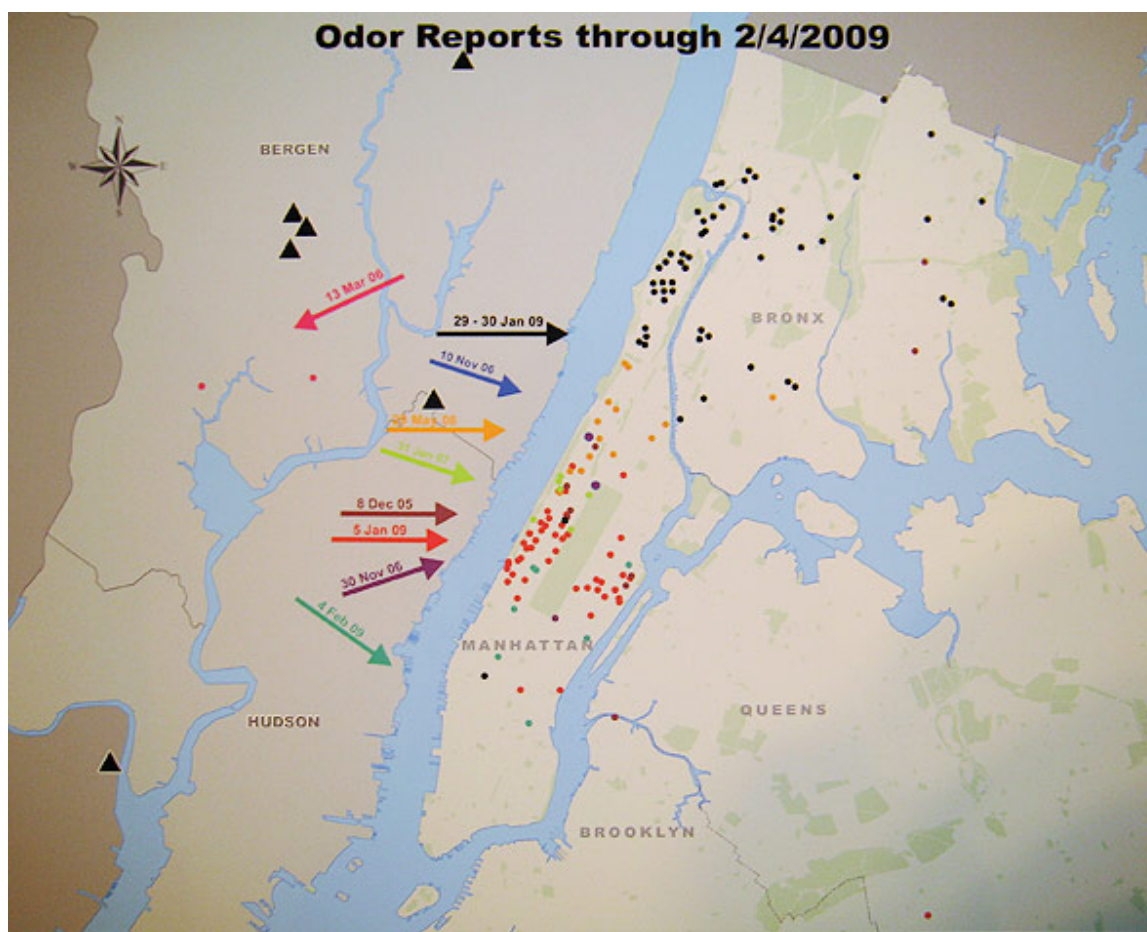 Odor Reports through 2/4/2009
N
W E
S
BERGEN
13 Mar 06
29 - 30 Jan 09
BRONX
10 Nov 06
31 Jan 07
8 Dec 05
5 Jan 09
30 Nov 06
4 Feb 09
MANHATTAN
HUDSON
QUEENS
BROOKLYN